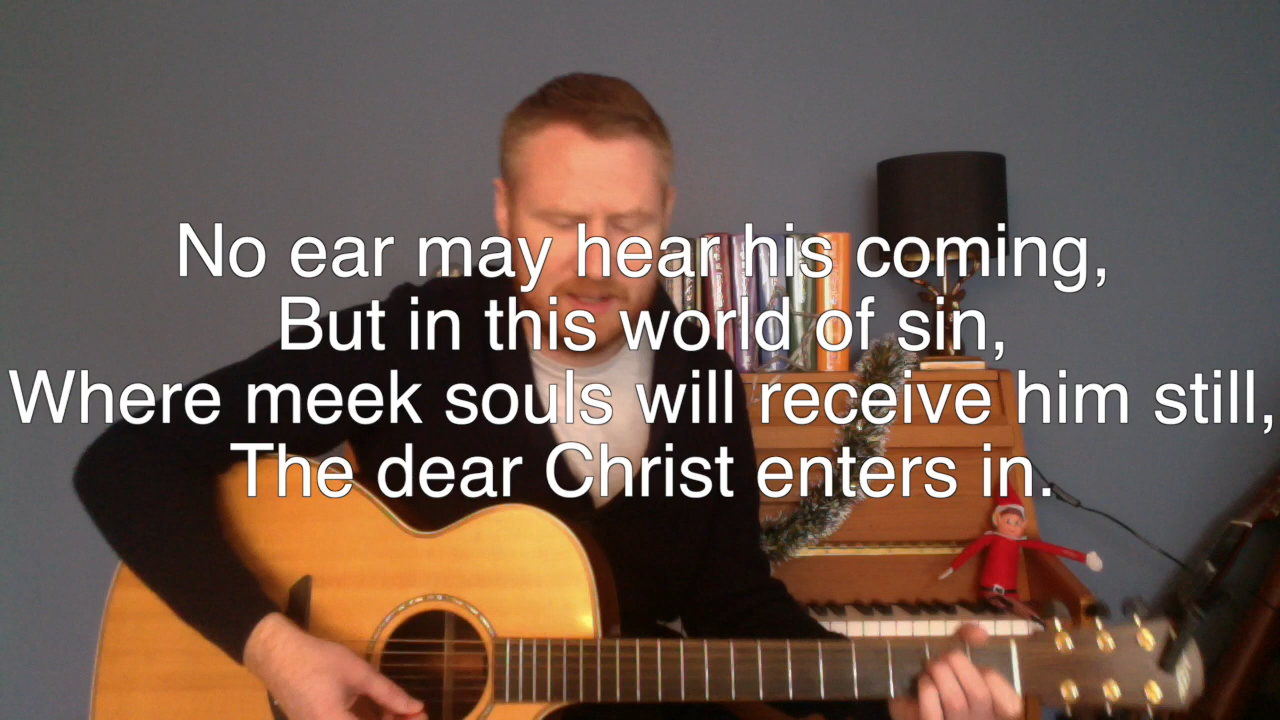 No ear may hear his coming,
But in this world of sin,
Where meek souls will receive him still,
The dear Christ enters in.